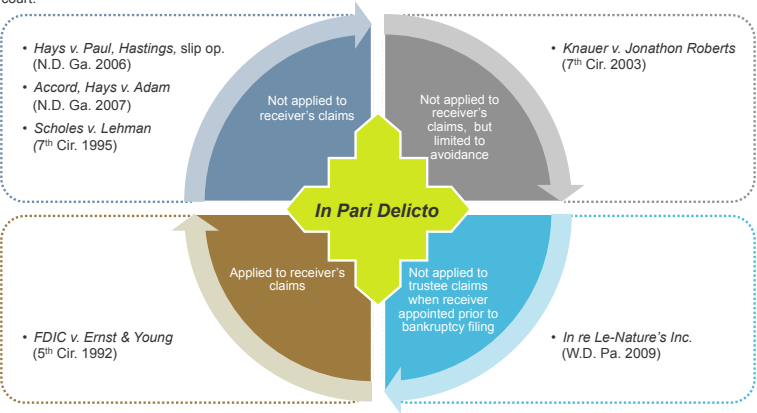 court.
• Hays v. Paul, Hastings, slip op.
(N.D. Ga. 2006)
• Accord, Hays v. Adam
(N.D. Ga. 2007)
• Scholes v. Lehman
(7th Cir. 1995)
Not applied to
receiver's claims
Not applied to
receiver's
claims, but
limited to
avoidance
• Knauer v. Jonathon Roberts
(7th Cir. 2003)
In Pari Delicto
Applied to receiver's
claims
Not applied to
trustee claims
when receiver
appointed prior to
bankruptcy filing
• FDIC v. Ernst & Young
(5th Cir. 1992)
• In re Le-Nature's Inc.
(W.D. Pa. 2009)